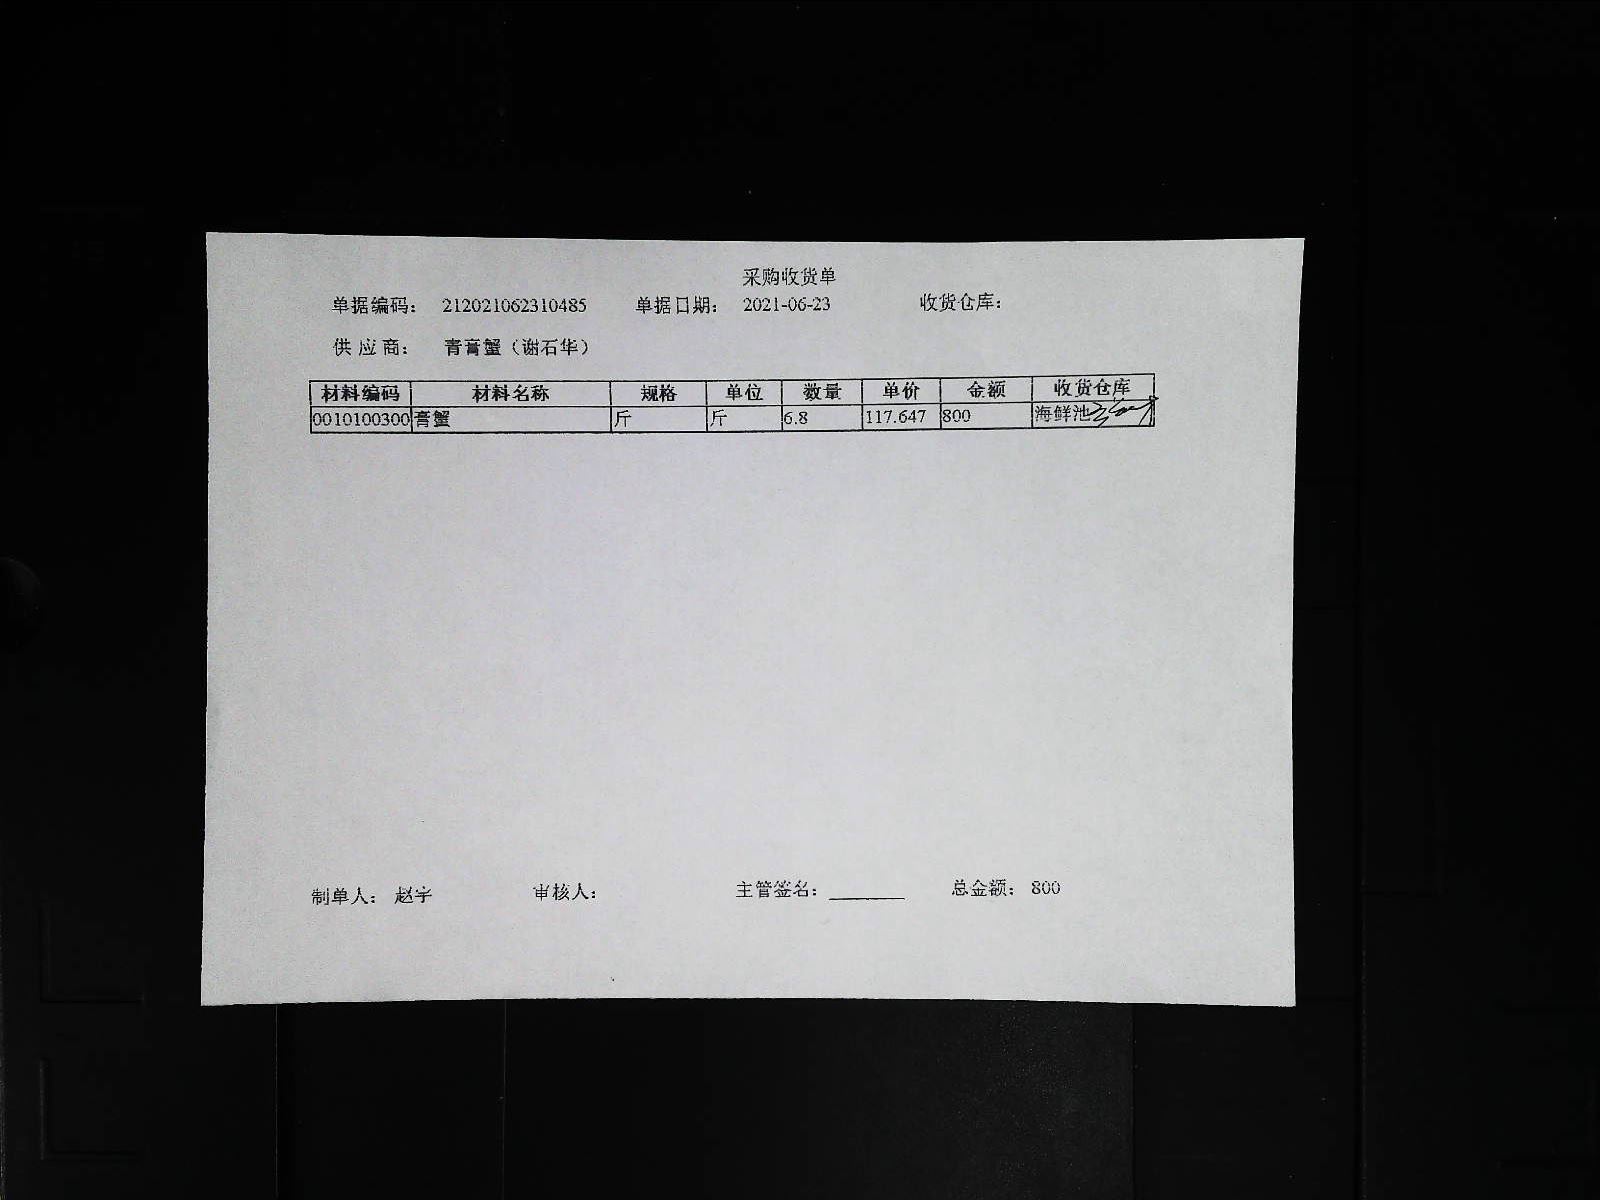 采购收货单
单据编码： 212021062310485 单据日期： 2021-06-23 收货仓库：
供 应 商： 青膏蟹（谢石华）
材料编码 材料名称 规格 单位 数量 单价 金额 收货仓库
0010100300 膏蟹 斤 斤 6.8 117.647 800 海鲜池
制单人： 赵宇 审核人： 主管签名： 总金额： 800